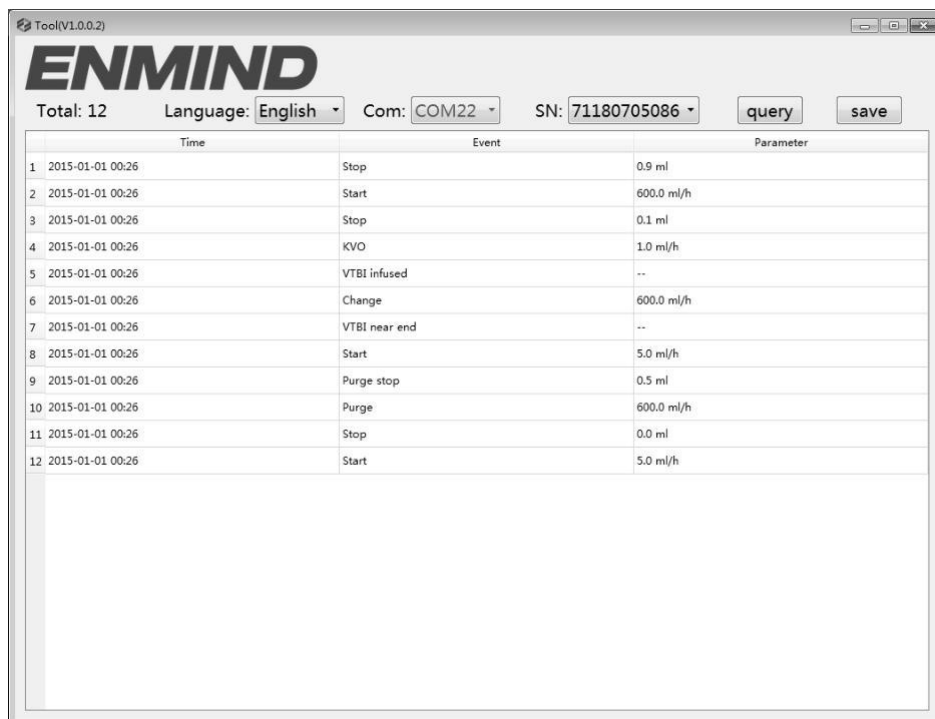 Tool(V1.0.0.2)
ENMIND
Total: 12 Language: English Com: COM22 SN: 71180705086 query save
Time Event Parameter
1 2015-01-01 00:26 Stop 0.9 ml
2 2015-01-01 00:26 Start 600.0 ml/h
3 2015-01-01 00:26 Stop 0.1 ml
4 2015-01-01 00:26 KVO 1.0 ml/h
5 2015-01-01 00:26 VTBI infused --
6 2015-01-01 00:26 Change 600.0 ml/h
7 2015-01-01 00:26 VTBI near end --
8 2015-01-01 00:26 Start 5.0 ml/h
9 2015-01-01 00:26 Purge stop 0.5 ml
10 2015-01-01 00:26 Purge 600.0 ml/h
11 2015-01-01 00:26 Stop 0.0 ml
12 2015-01-01 00:26 Start 5.0 ml/h